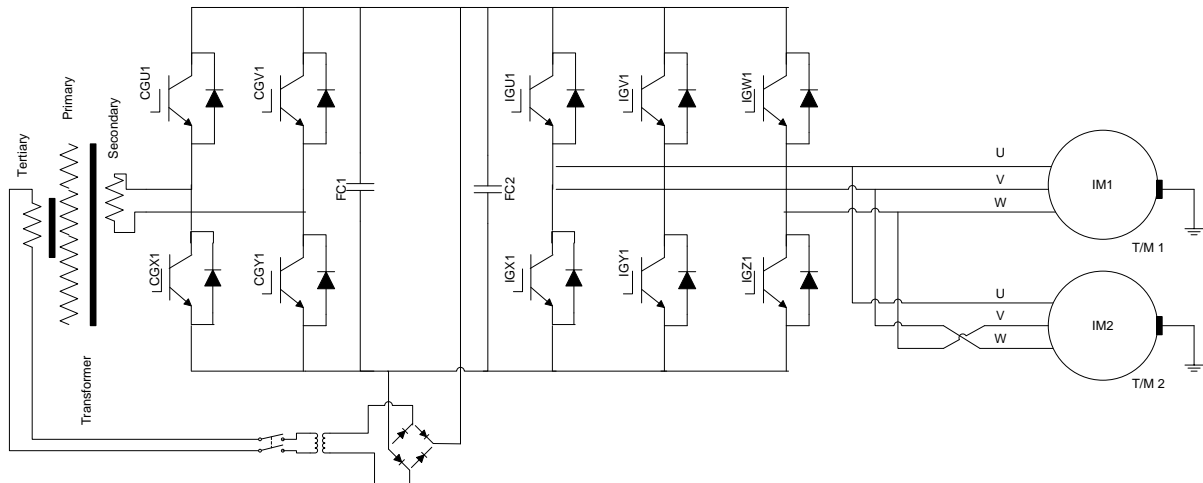 CGU1
CGV1
IGU1
IGV1
IGW1
Tertiary
Primary
Secondary
Transformer
FC1
FC2
CGX1
CGY1
IGX1
IGY1
IGZ1
U
V
W
IM1
T/M 1
U
V
W
IM2
T/M 2